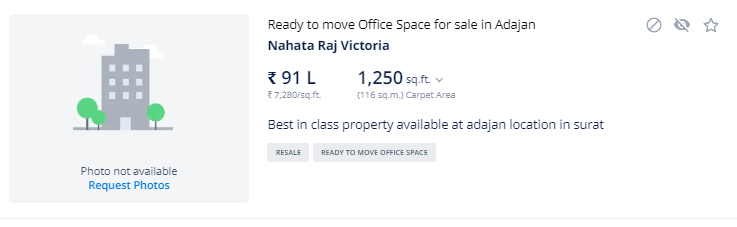 Ready to move Office Space for sale in Adajan
Nahata Raj Victoria
₹ 91 L
₹ 7,280/sq.ft.
1,250 sq.ft.
(116 sq.m.) Carpet Area
Best in class property available at adajan location in surat
RESALE
READY TO MOVE OFFICE SPACE
Photo not available
Request Photos